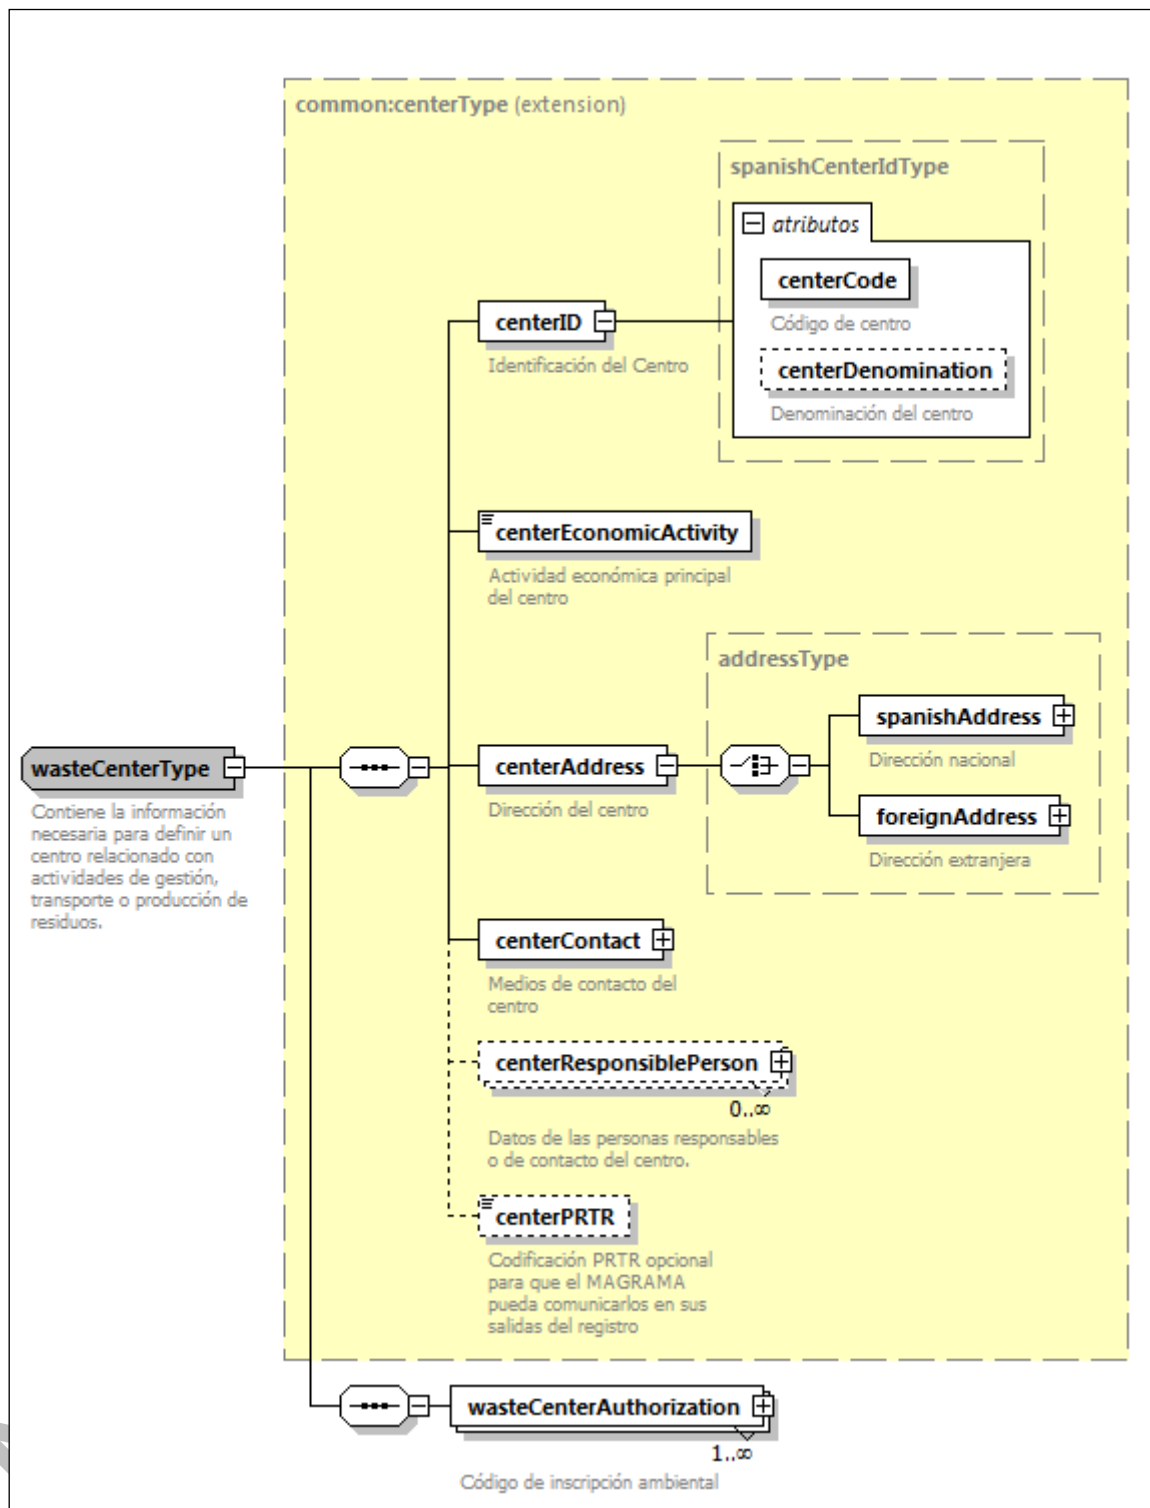 common:centerType (extension)
spanishCenterIdType
atributos
centerCode
Código de centro
centerDenomination
Denominación del centro
centerID
Identificación del Centro
centerEconomicActivity
Actividad económica principal
del centro
addressType
spanishAddress
Dirección nacional
foreignAddress
Dirección extranjera
centerAddress
Dirección del centro
wasteCenterType
Contiene la información
necesaria para definir un
centro relacionado con
actividades de gestión,
transporte o producción de
residuos.
centerContact
Medios de contacto del
centro
centerResponsiblePerson
0..∞
Datos de las personas responsables
o de contacto del centro.
centerPRTR
Codificación PRTR opcional
para que el MAGRAMA
pueda comunicarlos en sus
salidas del registro
wasteCenterAuthorization
1..∞
Código de inscripción ambiental